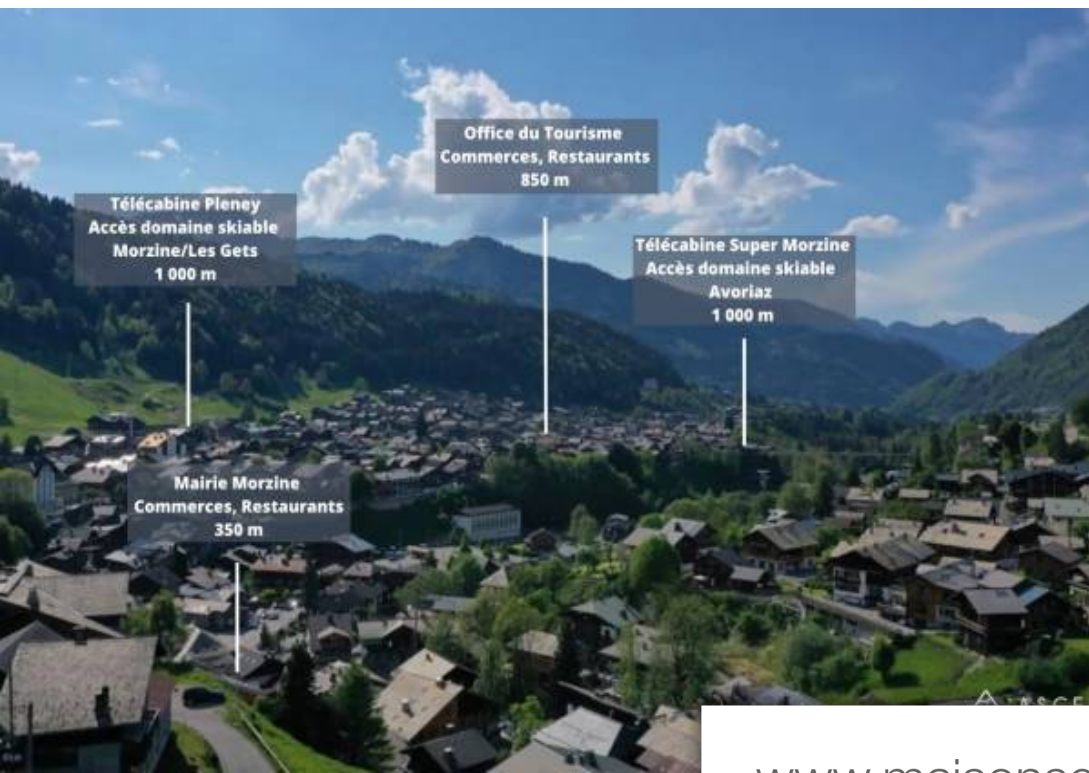 Office du Tourisme
Commerces, Restaurants
850 m
Télécabine Pleney
Accès domaine skiable
Morzine/Les Gets
1 000 m
Télécabine Super Morzine
Accès domaine skiable
Avoriaz
1 000 m
Mairie Morzine
Commerces, Restaurants
350 m